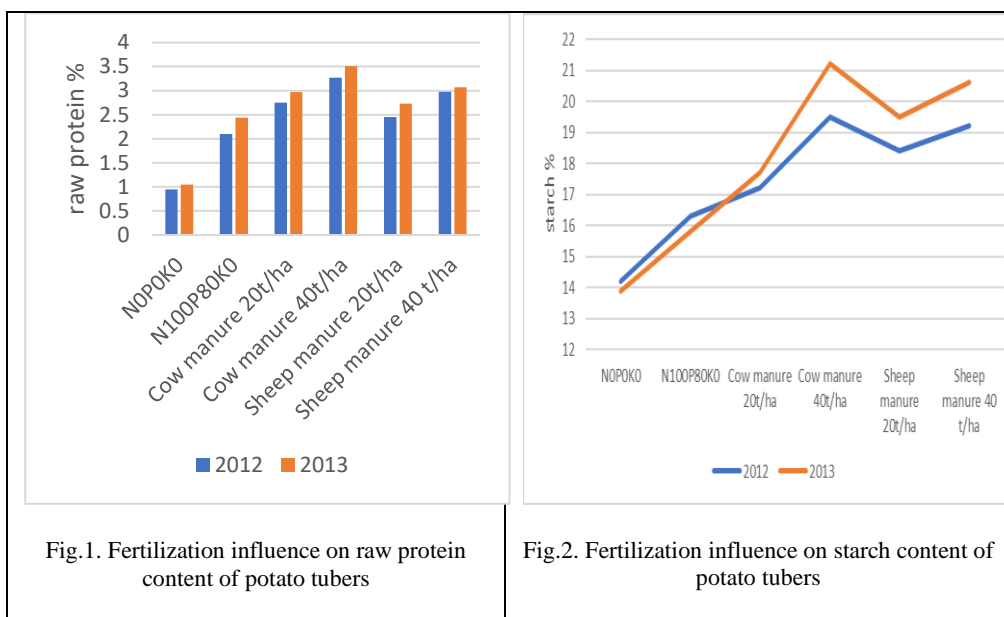 raw protein %
4
3.5
3
2.5
2
1.5
1
0.5
0
N0P0K0
N100P80K0
Cow manure 20t/ha
Cow manure 40t/ha
Sheep manure 20t/ha
Sheep manure 40 t/ha
2012 2013
Fig.1. Fertilization influence on raw protein
content of potato tubers
starch %
22
21
20
19
18
17
16
15
14
13
12
N0P0K0
N100P80K0
Cow manure
20t/ha
Cow manure
40t/ha
Sheep
manure
20t/ha
Sheep
manure 40
t/ha
2012 2013
Fig.2. Fertilization influence on starch content of
potato tubers